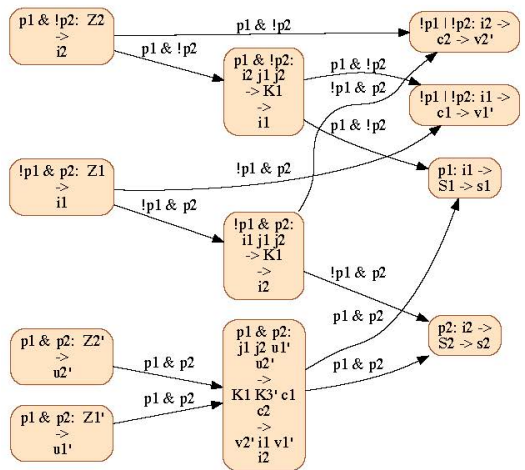 p1 & !p2: Z2
->
i2
p1 & !p2
p1 & !p2
!p1 | !p2: i2 ->
c2 -> v2'
p1 & !p2:
i2 j1 j2
-> K1
->
i1
p1 & !p2
!p1 & p2
p1 & !p2
!p1 | !p2: i1 ->
c1 -> v1'
!p1 & p2: Z1
->
i1
!p1 & p2
!p1 & p2
p1: i1 ->
S1 -> s1
!p1 & p2:
i1 j1 j2
-> K1
->
i2
!p1 & p2
p1 & p2
p1 & p2
p2: i2 ->
S2 -> s2
p1 & p2: Z2'
->
u2'
p1 & p2
p1 & p2: Z1'
->
u1'
p1 & p2
p1 & p2:
j1 j2 u1'
u2'
->
K1 K3' c1
c2
->
v2' i1 v1'
i2